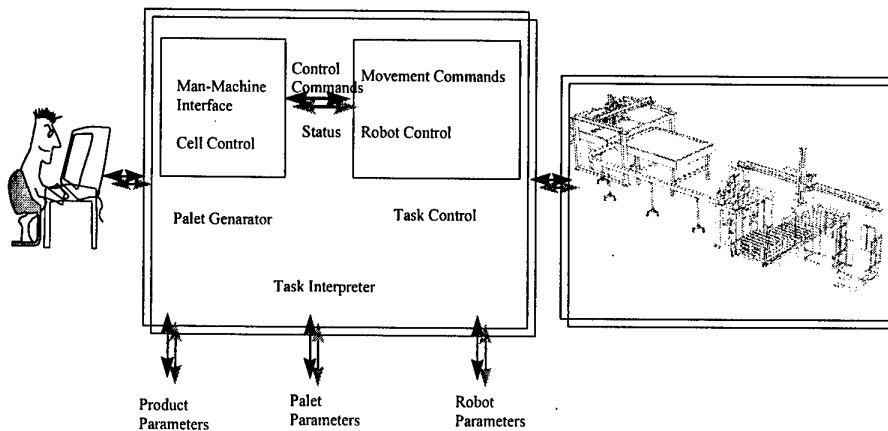 Man-Machine
Interface
Cell Control
Control
Commands
Status
Movement Commands
Robot Control
Palet Genarator
Task Control
Task Interpreter
Product
Parameters
Palet
Parameters
Robot
Parameters